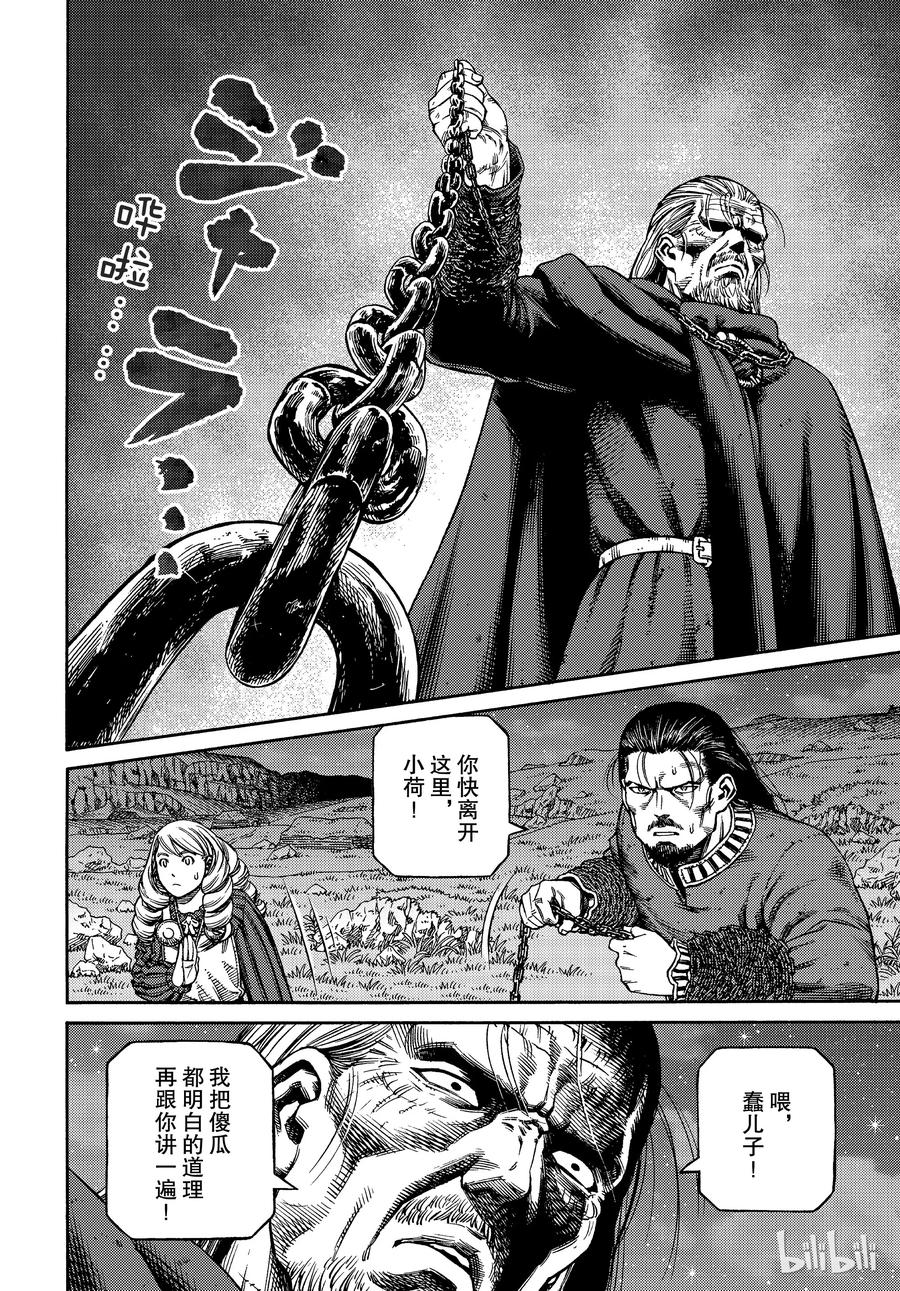 ジャラ…
哗
啦
……
你快离开
这里，
小荷！
喂，
蠢儿子！
我把傻瓜
都明白的道理
再跟你讲一遍！
bilibili